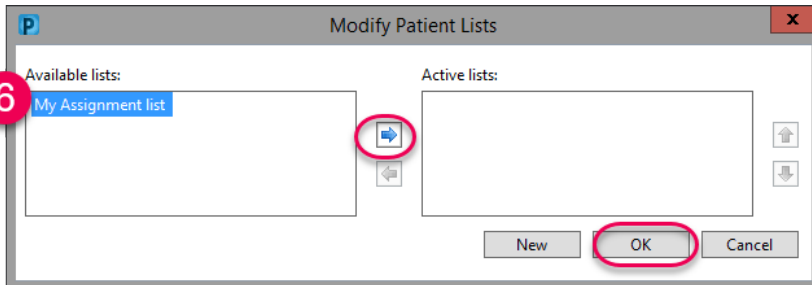 P
Modify Patient Lists
x
Available lists:
Active lists:
6
My Assignment list
New
OK
Cancel